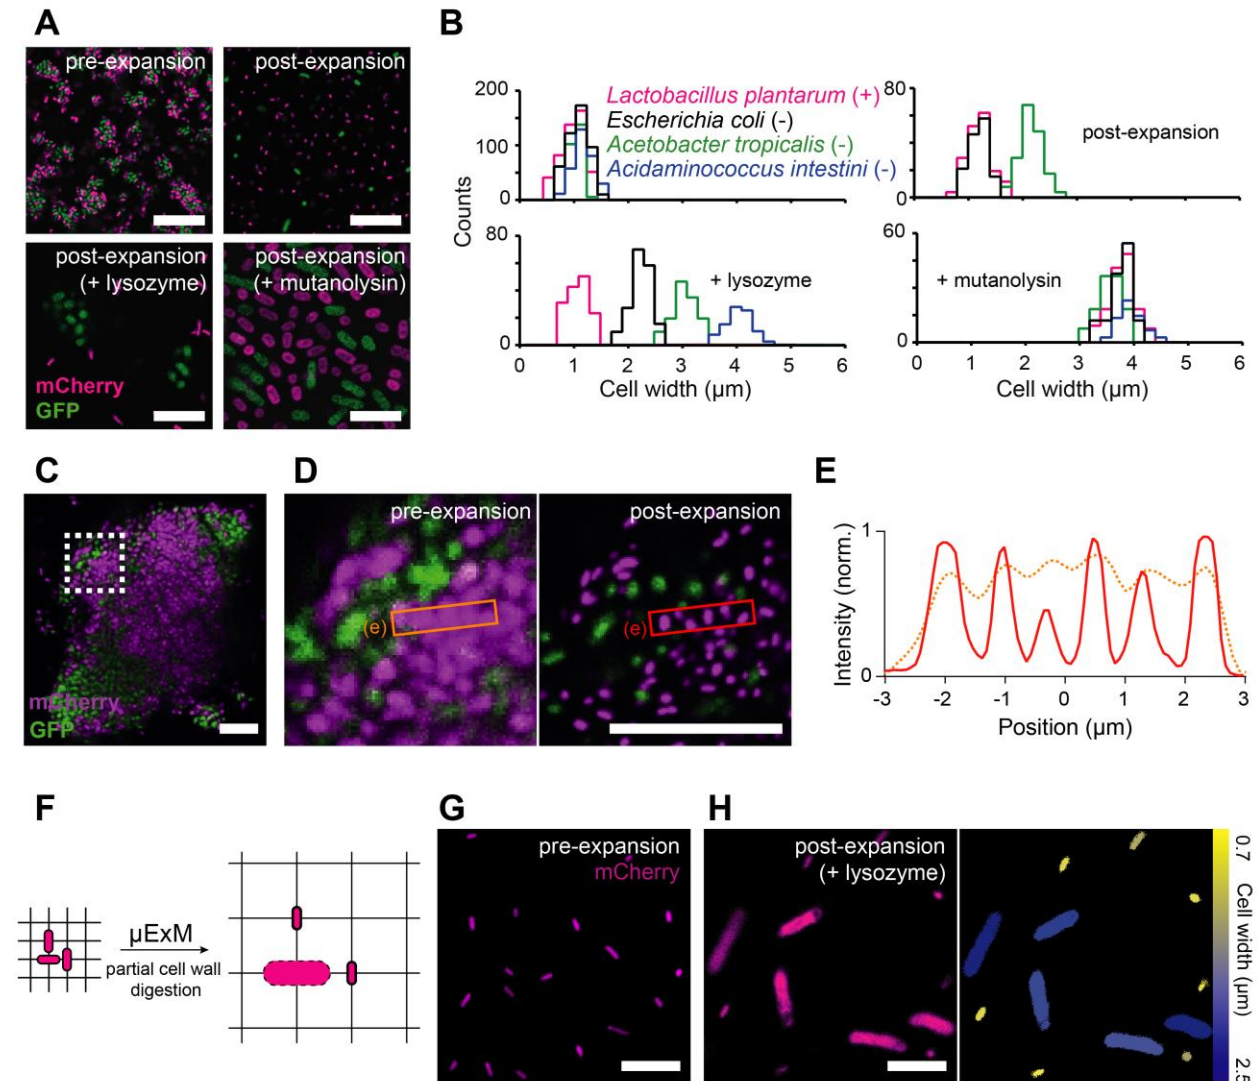 A
pre-expansion
post-expansion
post-expansion
(+ lysozyme)
mCherry
GFP
post-expansion
(+ mutanolysin)
B
Counts
200
100
0
Lactobacillus plantarum (+)
Escherichia coli (-)
Acetobacter tropicalis (-)
Acidaminococcus intestini (-)
80
0
post-expansion
80
0
+ lysozyme
0 1 2 3 4 5 6
Cell width (µm)
60
0
+ mutanolysin
0 1 2 3 4 5 6
Cell width (µm)
C
mCherry
GFP
D
pre-expansion
(e)
post-expansion
(e)
E
Intensity (norm.)
1
0
-3 -2 -1 0 1 2 3
Position (µm)
F
µExM
partial cell wall
digestion
G
pre-expansion
mCherry
H
post-expansion
(+ lysozyme)
0.7 Cell width (µm) 2.5